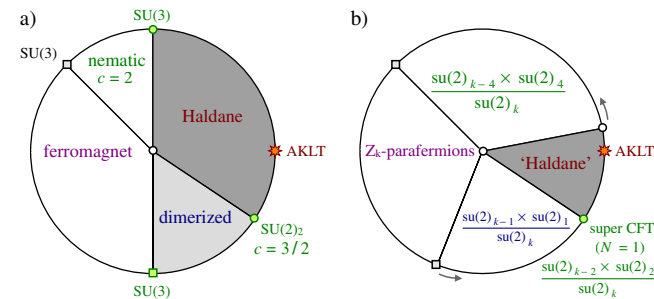 a)
SU(3)
SU(3)
nematic
c = 2
Haldane
ferromagnet
AKLT
dimerized
SU(2)₂
c = 3/2
SU(3)
b)
su(2)ₖ₋₄ × su(2)₄
su(2)ₖ
Zₖ-parafermions
'Haldane'
AKLT
su(2)ₖ₋₁ × su(2)₁
su(2)ₖ
super CFT
(N = 1)
su(2)ₖ₋₂ × su(2)₂
su(2)ₖ